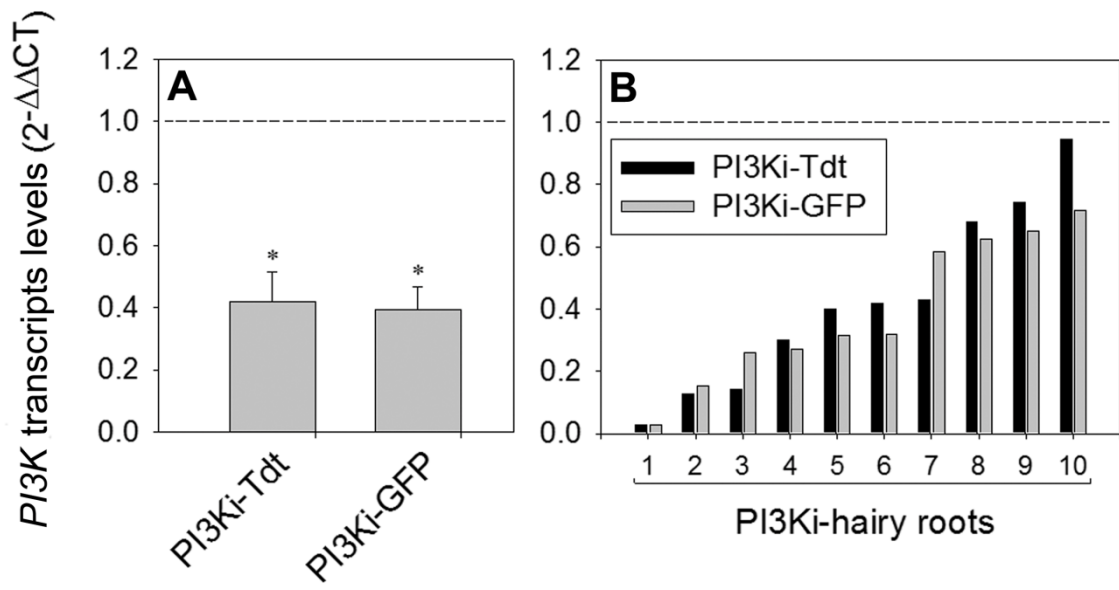 PI3K transcripts levels (2-ΔΔCT)
A
1.2
1.0
0.8
0.6
0.4
0.2
0.0
*
*
PI3Ki-Tdt
PI3Ki-GFP
B
1.2
1.0
0.8
0.6
0.4
0.2
0.0
PI3Ki-Tdt
PI3Ki-GFP
1 2 3 4 5 6 7 8 9 10
PI3Ki-hairy roots